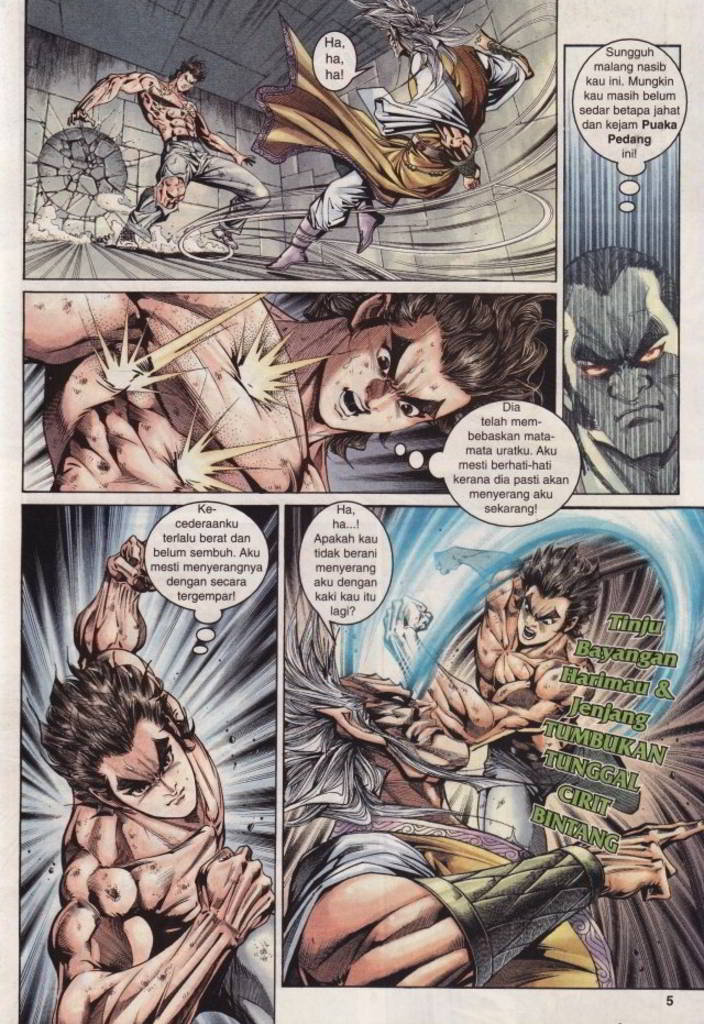 Ha,
ha,
ha!
Sungguh
malang nasib
kau ini. Mungkin
kau masih belum
sedar betapa jahat
dan kejam Puaka
Pedang
ini!
Dia
telah mem-
bebaskan mata-
mata uratku. Aku
mesti berhati-hati
kerana dia pasti akan
menyerang aku
sekarang!
Ke-
cederaanku
terlalu berat dan
belum sembuh. Aku
mesti menyerangnya
dengan secara
tergempar!
Ha,
ha...!
Apakah kau
tidak berani
menyerang
aku dengan
kaki kau itu
lagi?
Tinju
Bayangan
Harimau &
Jenjang
TUMBUKAN
TUNGGAL
CIRIT
BINTANG
5